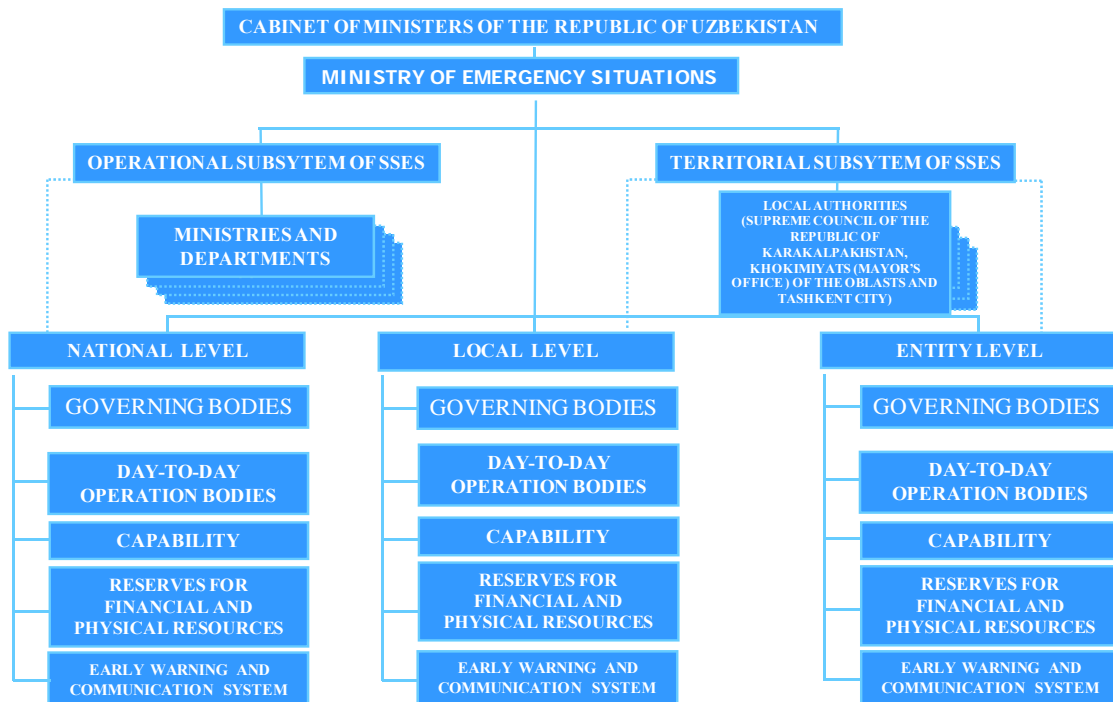 CABINET OF MINISTERS OF THE REPUBLIC OF UZBEKISTAN
MINISTRY OF EMERGENCY SITUATIONS
OPERATIONAL SUBSYTEM OF SSES
TERRITORIAL SUBSYTEM OF SSES
MINISTRIES AND
DEPARTMENTS
LOCAL AUTHORITIES
(SUPREME COUNCIL OF THE
REPUBLIC OF
KARAKALPAKHSTAN,
KHOKIMIYATS (MAYOR'S
OFFICE ) OF THE OBLASTS AND
TASHKENT CITY)
NATIONAL LEVEL
GOVERNING BODIES
DAY-TO-DAY
OPERATION BODIES
CAPABILITY
RESERVES FOR
FINANCIAL AND
PHYSICAL RESOURCES
EARLY WARNING AND
COMMUNICATION SYSTEM
LOCAL LEVEL
GOVERNING BODIES
DAY-TO-DAY
OPERATION BODIES
CAPABILITY
RESERVES FOR
FINANCIAL AND
PHYSICAL RESOURCES
EARLY WARNING AND
COMMUNICATION SYSTEM
ENTITY LEVEL
GOVERNING BODIES
DAY-TO-DAY
OPERATION BODIES
CAPABILITY
RESERVES FOR
FINANCIAL AND
PHYSICAL RESOURCES
EARLY WARNING AND
COMMUNICATION SYSTEM